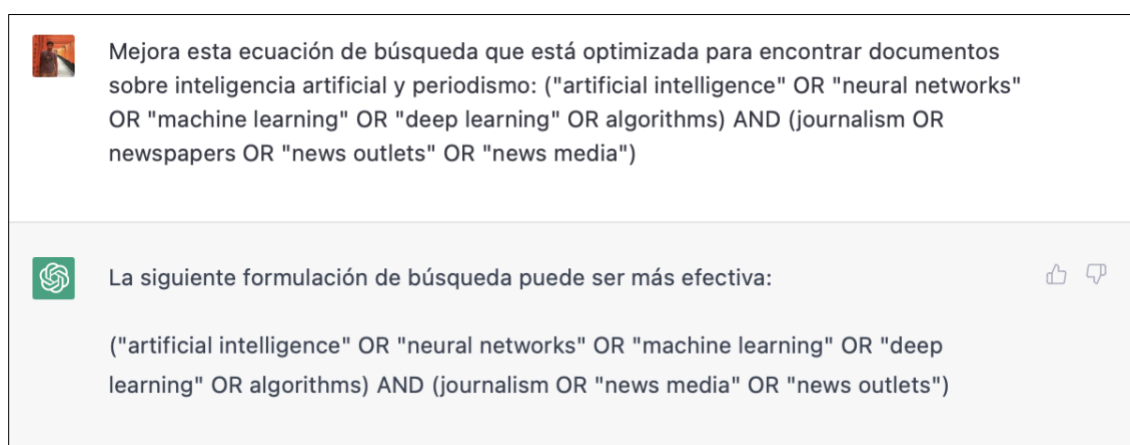 Mejora esta ecuación de búsqueda que está optimizada para encontrar documentos
sobre inteligencia artificial y periodismo: ("artificial intelligence" OR "neural networks"
OR "machine learning" OR "deep learning" OR algorithms) AND (journalism OR
newspapers OR "news outlets" OR "news media")
La siguiente formulación de búsqueda puede ser más efectiva:
("artificial intelligence" OR "neural networks" OR "machine learning" OR "deep
learning" OR algorithms) AND (journalism OR "news media" OR "news outlets")